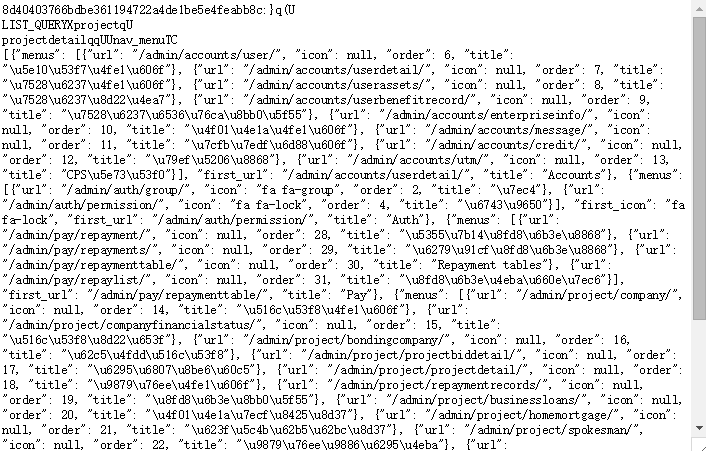 8d40403766bdbe361194722a4de1be5e4feabb8c:}q(U
LIST_QUERYXprojectqU
projectdetailqqUUnav_menuTC
[{"menus": [{"url": "/admin/accounts/user/", "icon": null, "order": 6, "title":
"\u5e10\u53f7\u4fe1\u606f"}, {"url": "/admin/accounts/userdetail/", "icon": null, "order": 7, "title":
"\u7528\u6237\u4fe1\u606f"}, {"url": "/admin/accounts/userassets/", "icon": null, "order": 8, "title":
"\u7528\u6237\u8d22\u4ea7"}, {"url": "/admin/accounts/userbenefitrecord/", "icon": null, "order": 9,
"title": "\u7528\u6237\u6536\u76ca\u8bb0\u5f55"}, {"url": "/admin/accounts/enterpriseinfo/", "icon":
null, "order": 10, "title": "\u4f01\u4e1a\u4fe1\u606f"}, {"url": "/admin/accounts/message/", "icon":
null, "order": 11, "title": "\u7cfb\u7edf\u6d88\u606f"}, {"url": "/admin/accounts/credit/", "icon": null,
"order": 12, "title": "\u79ef\u5206\u8868"}, {"url": "/admin/accounts/utm/", "icon": null, "order": 13,
"title": "CPS\u5e73\u53f0"}], "first_url": "/admin/accounts/userdetail/", "title": "Accounts"}, {"menus":
[{"url": "/admin/auth/group/", "icon": "fa fa-group", "order": 2, "title": "\u7ec4"}, {"url":
"/admin/auth/permission/", "icon": "fa fa-lock", "order": 4, "title": "\u6743\u9650"}], "first_icon": "fa
fa-lock", "first_url": "/admin/auth/permission/", "title": "Auth"}, {"menus": [{"url":
"/admin/pay/repayment/", "icon": null, "order": 28, "title": "\u5355\u7b14\u8fd8\u6b3e\u8868"}, {"url":
"/admin/pay/repayments/", "icon": null, "order": 29, "title": "\u6279\u91cf\u8fd8\u6b3e\u8868"}, {"url":
"/admin/pay/repaymenttable/", "icon": null, "order": 30, "title": "Repayment tables"}, {"url":
"/admin/pay/repaylist/", "icon": null, "order": 31, "title": "\u8fd8\u6b3e\u4eba\u660e\u7ec6"}],
"first_url": "/admin/pay/repaymenttable/", "title": "Pay"}, {"menus": [{"url": "/admin/project/company/",
"icon": null, "order": 14, "title": "\u516c\u53f8\u4fe1\u606f"}, {"url":
"/admin/project/companyfinancialstatus/", "icon": null, "order": 15, "title":
"\u516c\u53f8\u8d22\u653f"}, {"url": "/admin/project/bondingcompany/", "icon": null, "order": 16,
"title": "\u62c5\u4fdd\u516c\u53f8"}, {"url": "/admin/project/projectbiddetail/", "icon": null, "order":
17, "title": "\u6295\u6807\u8be6\u60c5"}, {"url": "/admin/project/projectdetail/", "icon": null, "order":
18, "title": "\u9879\u76ee\u4fe1\u606f"}, {"url": "/admin/project/repaymentrecords/", "icon": null,
"order": 19, "title": "\u8fd8\u6b3e\u8bb0\u5f55"}, {"url": "/admin/project/businessloans/", "icon": null,
"order": 20, "title": "\u4f01\u4e1a\u7ecf\u8425\u8d37"}, {"url": "/admin/project/homemortgage/", "icon":
null, "order": 21, "title": "\u623f\u5c4b\u62b5\u62bc\u8d37"}, {"url": "/admin/project/spokesman/",
"icon": null, "order": 22, "title": "\u9879\u76ee\u9886\u6295\u4eba"}, {"url":